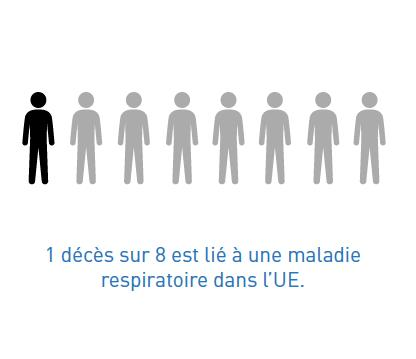 1 décès sur 8 est lié à une maladie
respiratoire dans l’UE.